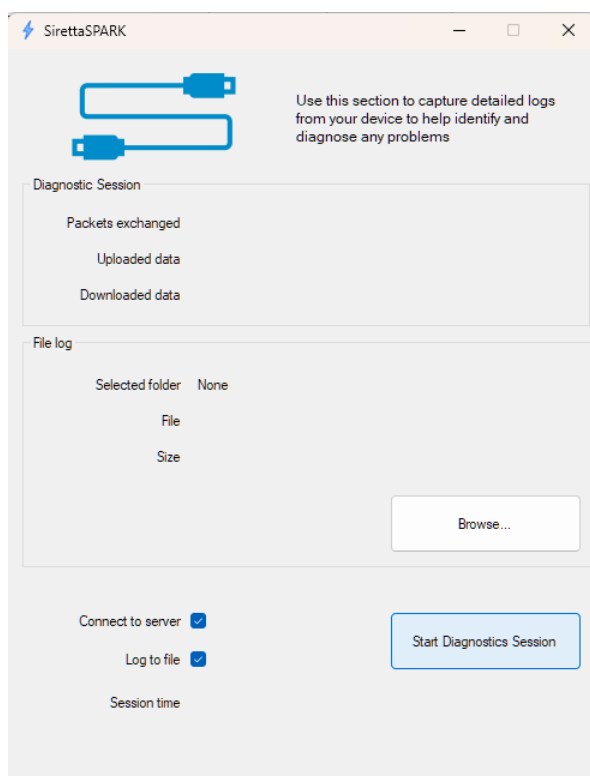 SirettaSPARK
Use this section to capture detailed logs
from your device to help identify and
diagnose any problems
Diagnostic Session
Packets exchanged
Uploaded data
Downloaded data
File log
Selected folder None
File
Size
Browse...
Connect to server
Start Diagnostics Session
Log to file
Session time